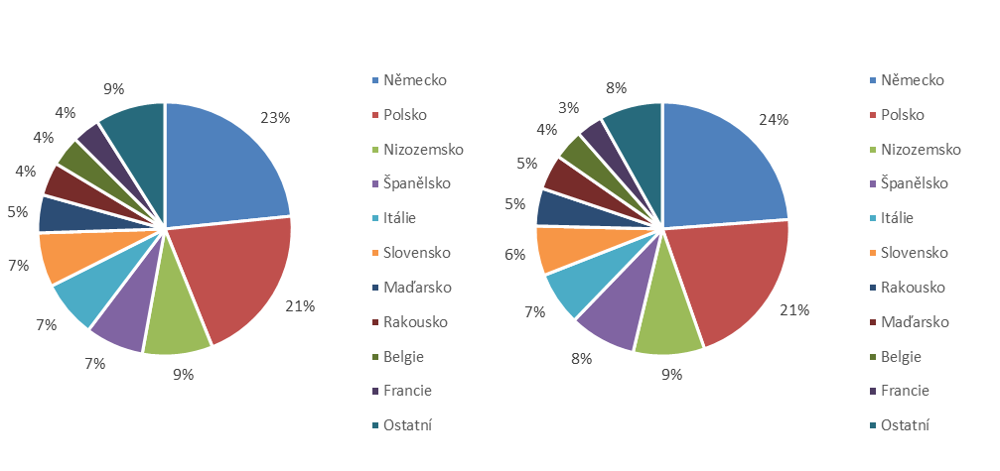 23%
21%
9%
7%
7%
7%
5%
4%
4%
4%
9%
Německo
Polsko
Nizozemsko
Španělsko
Itálie
Slovensko
Maďarsko
Rakousko
Belgie
Francie
Ostatní
24%
21%
9%
8%
7%
6%
5%
5%
4%
3%
8%
Německo
Polsko
Nizozemsko
Španělsko
Itálie
Slovensko
Rakousko
Maďarsko
Belgie
Francie
Ostatní